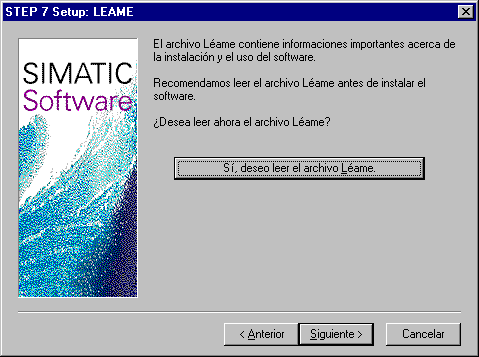 STEP 7 Setup: LEAME
SIMATIC
Software
El archivo Léame contiene informaciones importantes acerca de
la instalación y el uso del software.
Recomendamos leer el archivo Léame antes de instalar el
software.
¿Desea leer ahora el archivo Léame?
Sí, deseo leer el archivo Léame.
< Anterior
Siguiente >
Cancelar